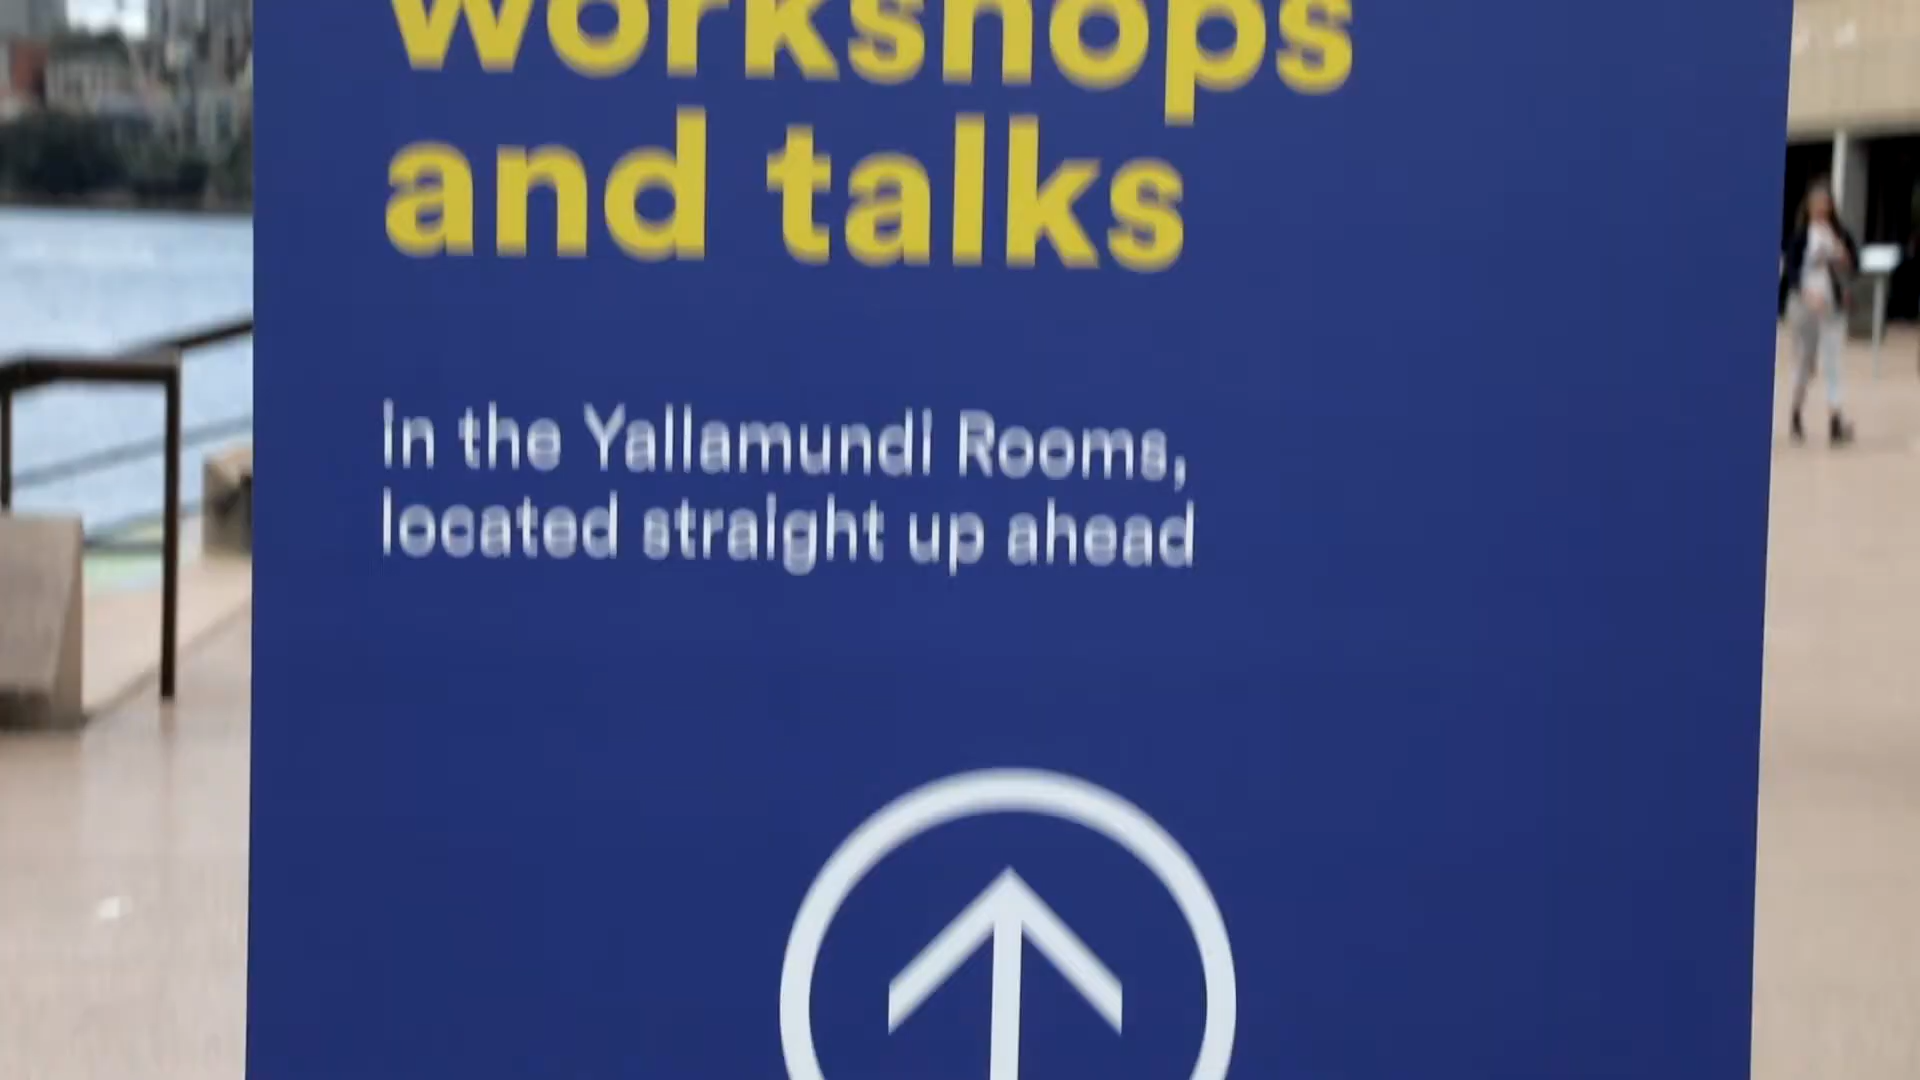 workshops
and talks
in the Yallamundi Rooms,
located straight up ahead